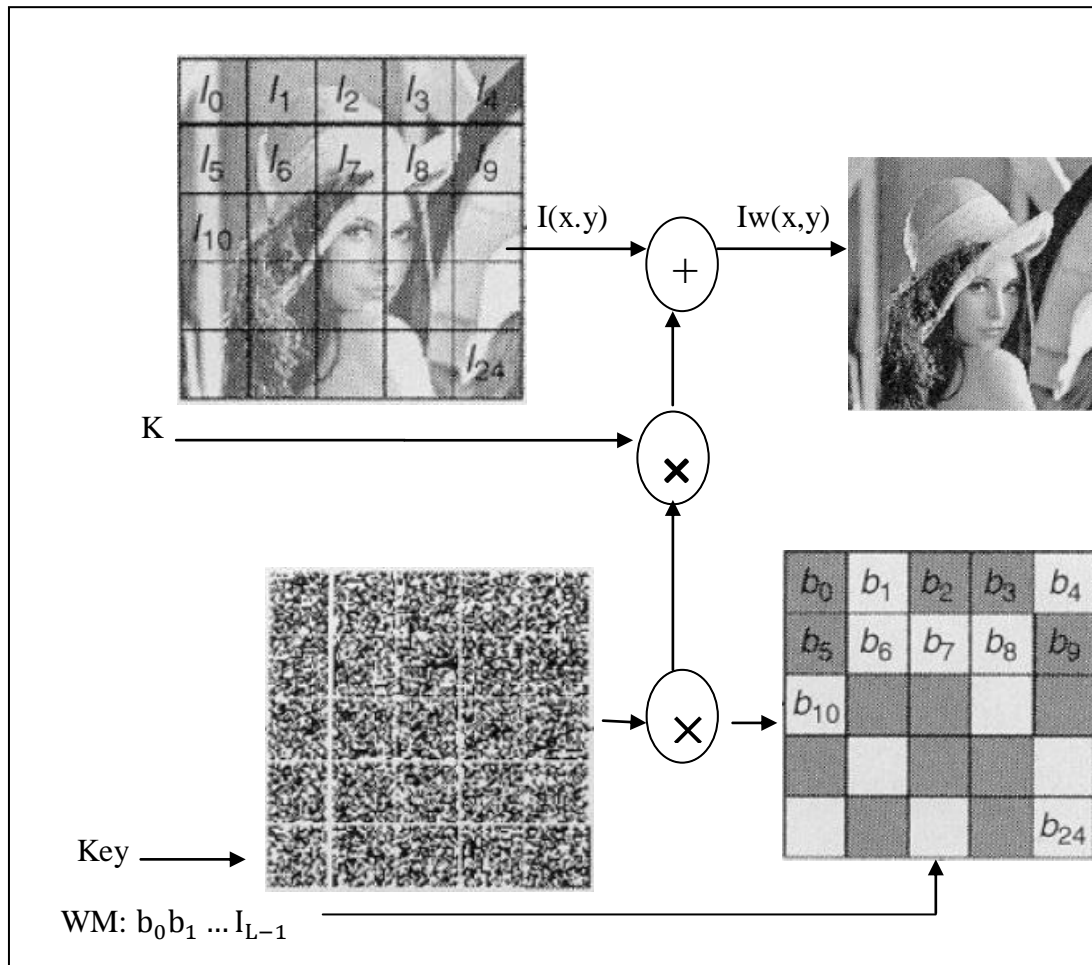 I₀ I₁ I₂ I₃ I₄
I₅ I₆ I₇ I₈ I₉
I₁₀
I₂₄
I(x.y)
Iw(x,y)
+
K
×
b₀ b₁ b₂ b₃ b₄
b₅ b₆ b₇ b₈ b₉
b₁₀
×
b₂₄
Key
WM: b₀b₁ … I_L₋₁